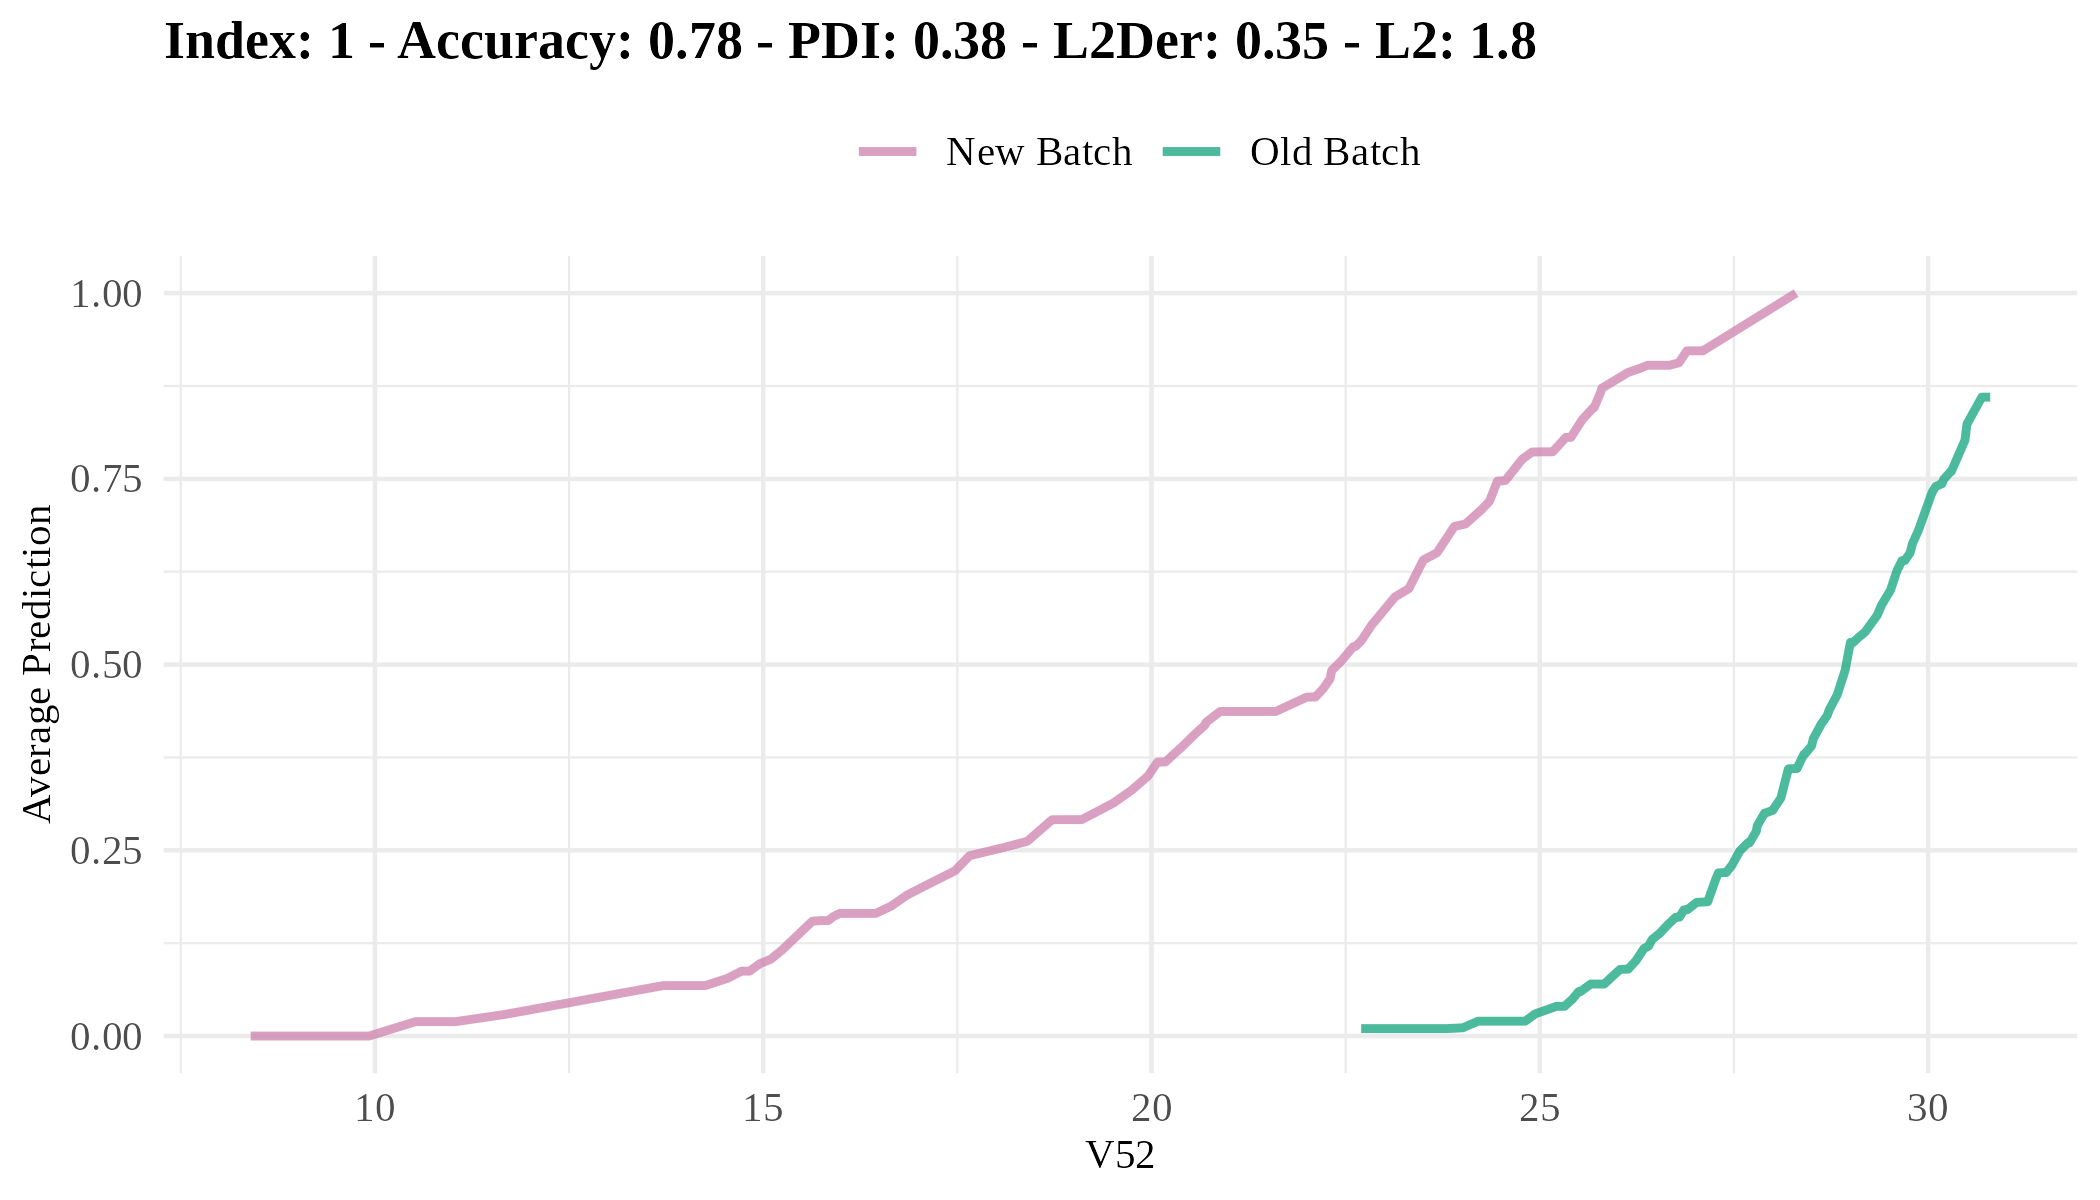 Index: 1 - Accuracy: 0.78 - PDI: 0.38 - L2Der: 0.35 - L2: 1.8
New Batch
Old Batch
1.00
0.75
0.50
0.25
0.00
Average Prediction
10
15
20
25
30
V52